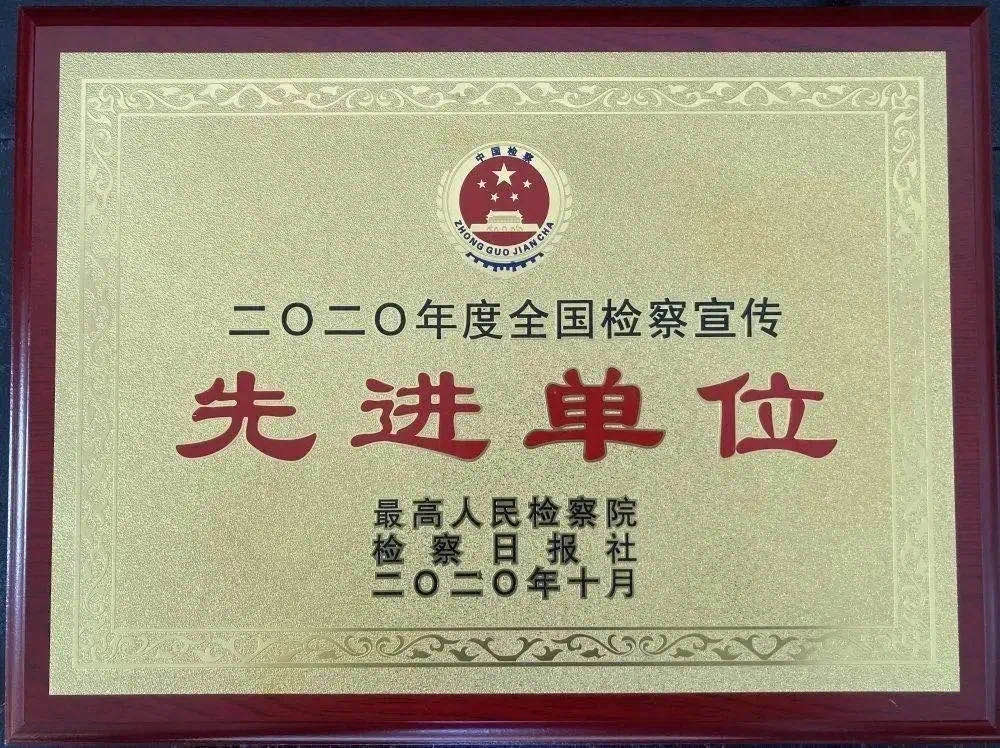 中国检察
ZHONG GUO JIAN CHA
二〇二〇年度全国检察宣传
先进单位
最高人民检察院
检察日报社
二〇二〇年十月